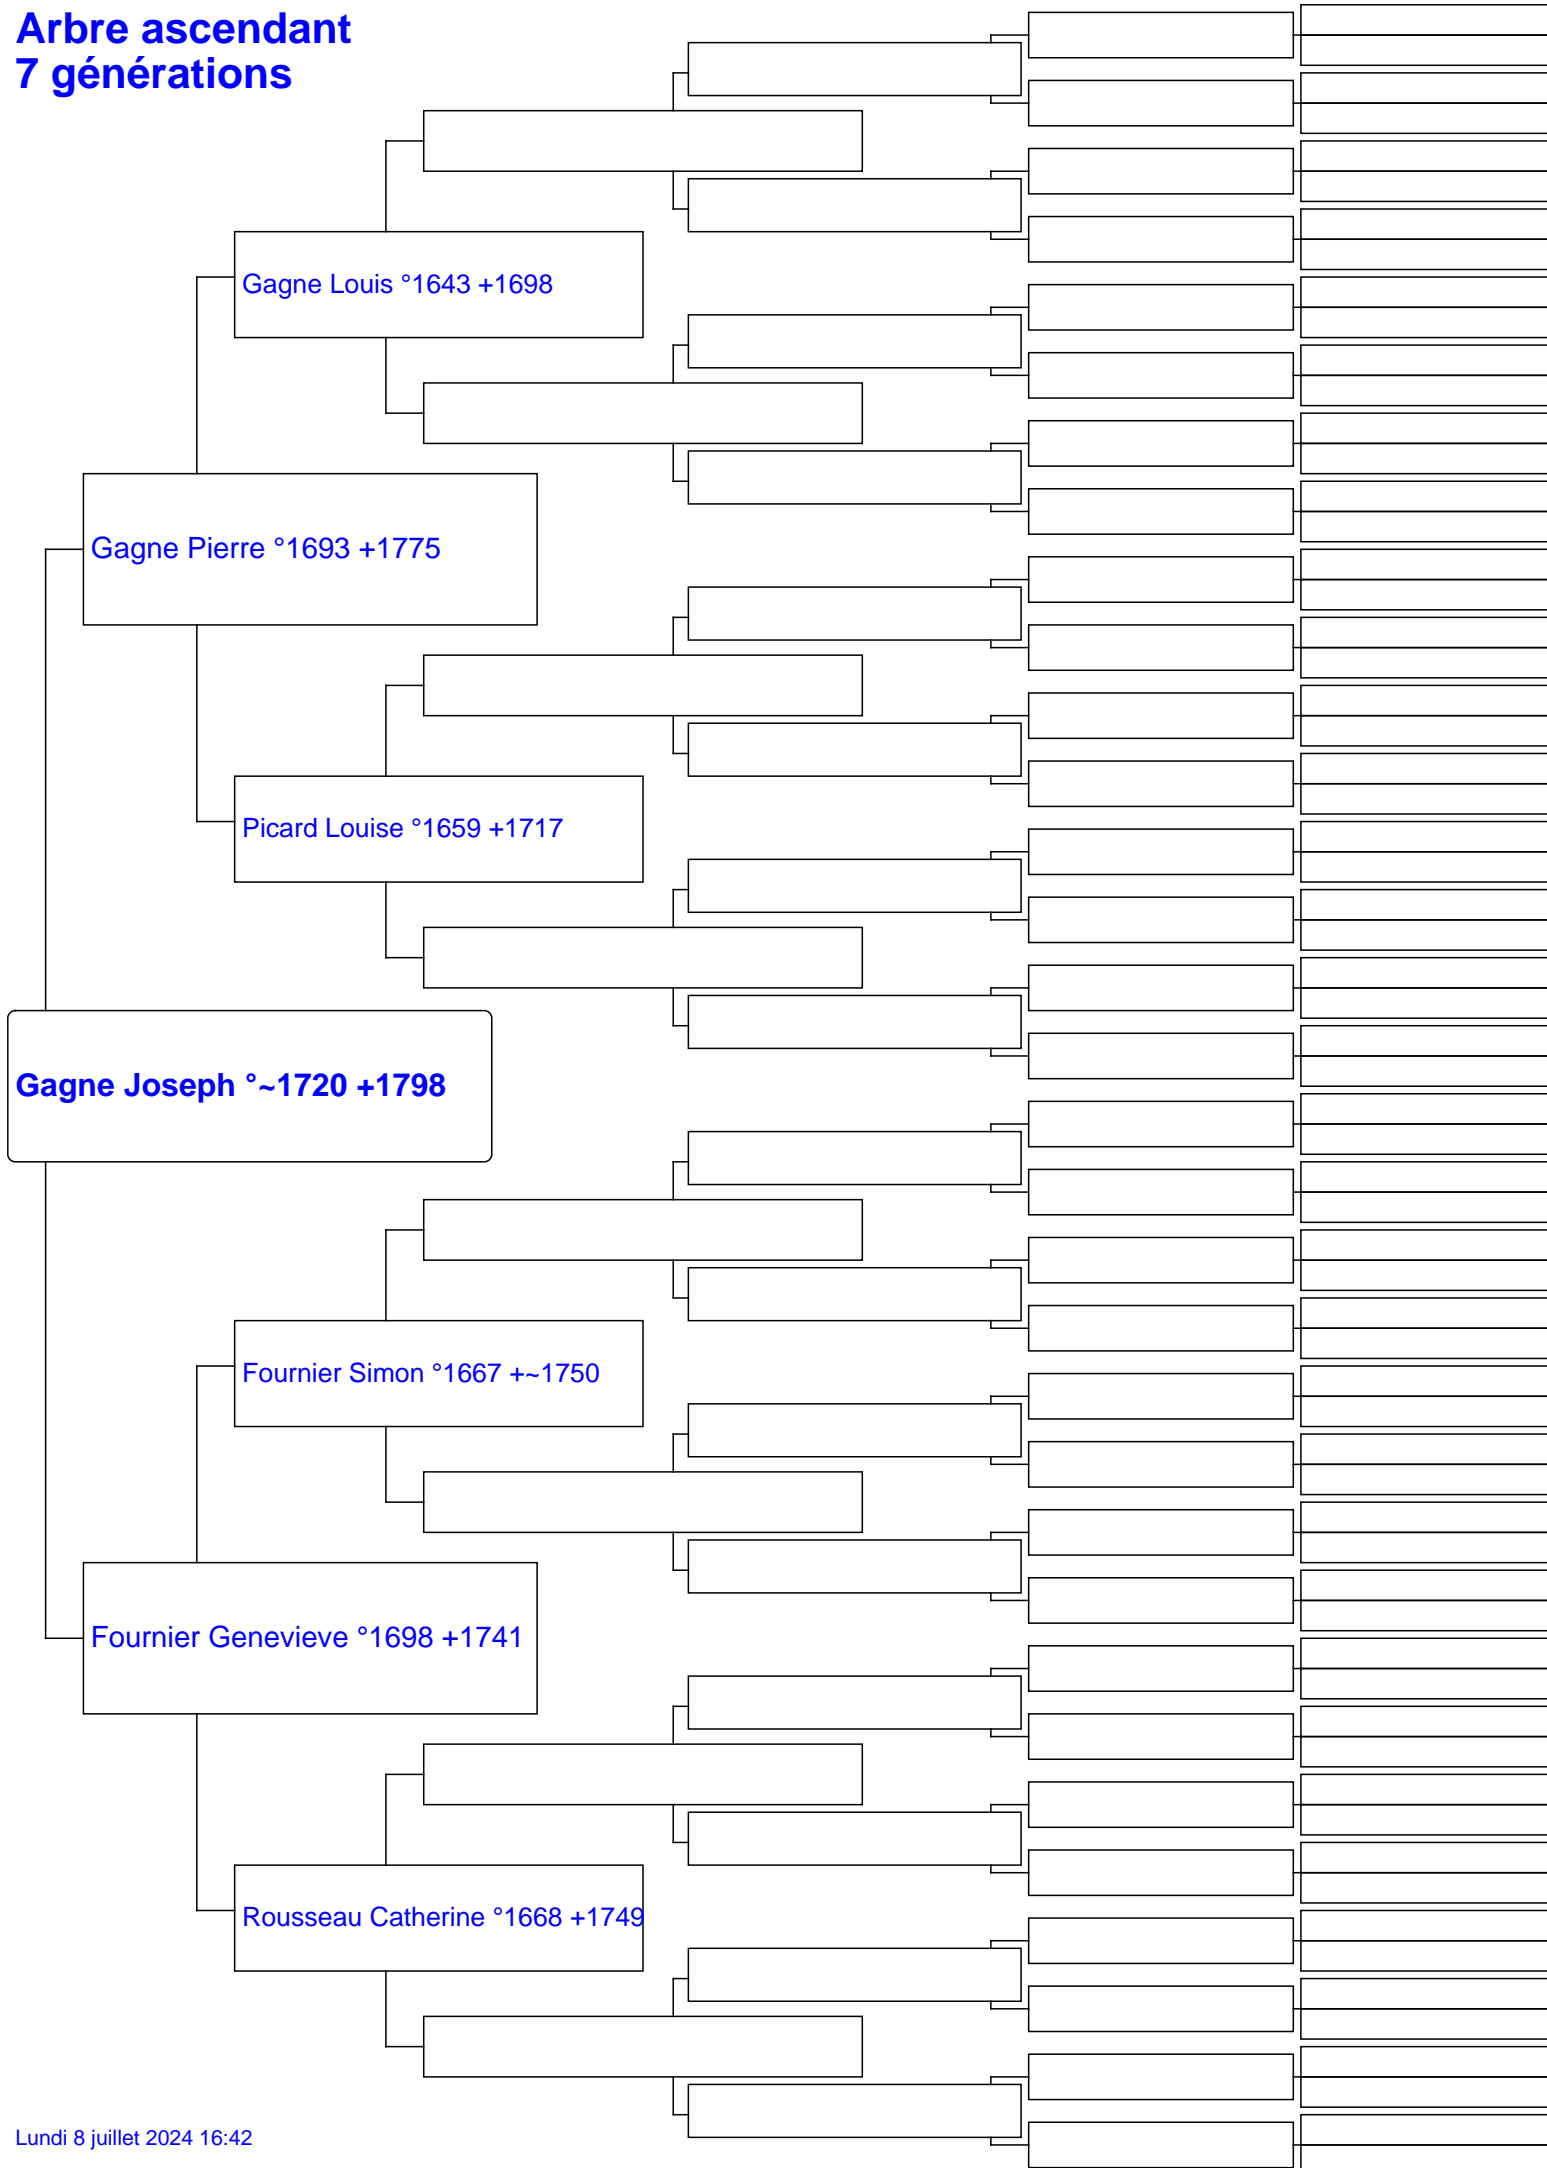 Arbre ascendant
7 générations
Gagne Louis °1643 +1698
Gagne Pierre °1693 +1775
Picard Louise °1659 +1717
Gagne Joseph °~1720 +1798
Fournier Simon °1667 +~1750
Fournier Genevieve °1698 +1741
Rousseau Catherine °1668 +1749
Lundi 8 juillet 2024 16:42